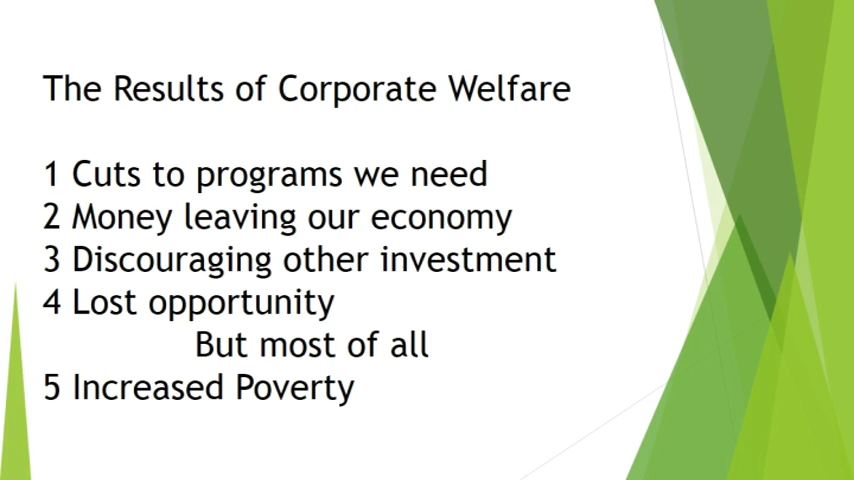 The Results of Corporate Welfare
1 Cuts to programs we need
2 Money leaving our economy
3 Discouraging other investment
4 Lost opportunity
But most of all
5 Increased Poverty